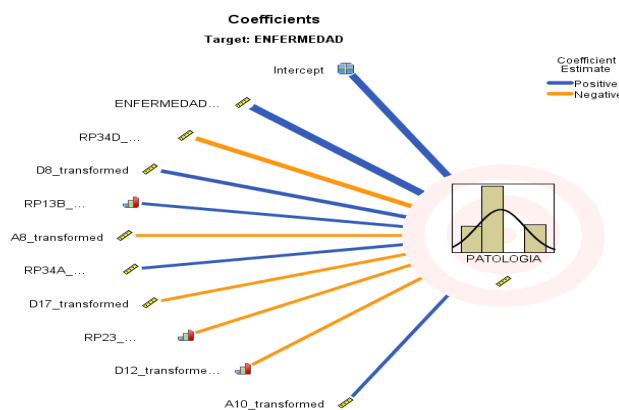 Coefficients
Target: ENFERMEDAD
Coefficient
Estimate
Positive
Negative
Intercept
ENFERMEDAD...
RP34D_...
D8_transformed
RP13B_...
A8_transformed
RP34A_...
D17_transformed
RP23_...
D12_transforme...
A10_transformed
PATOLOGIA